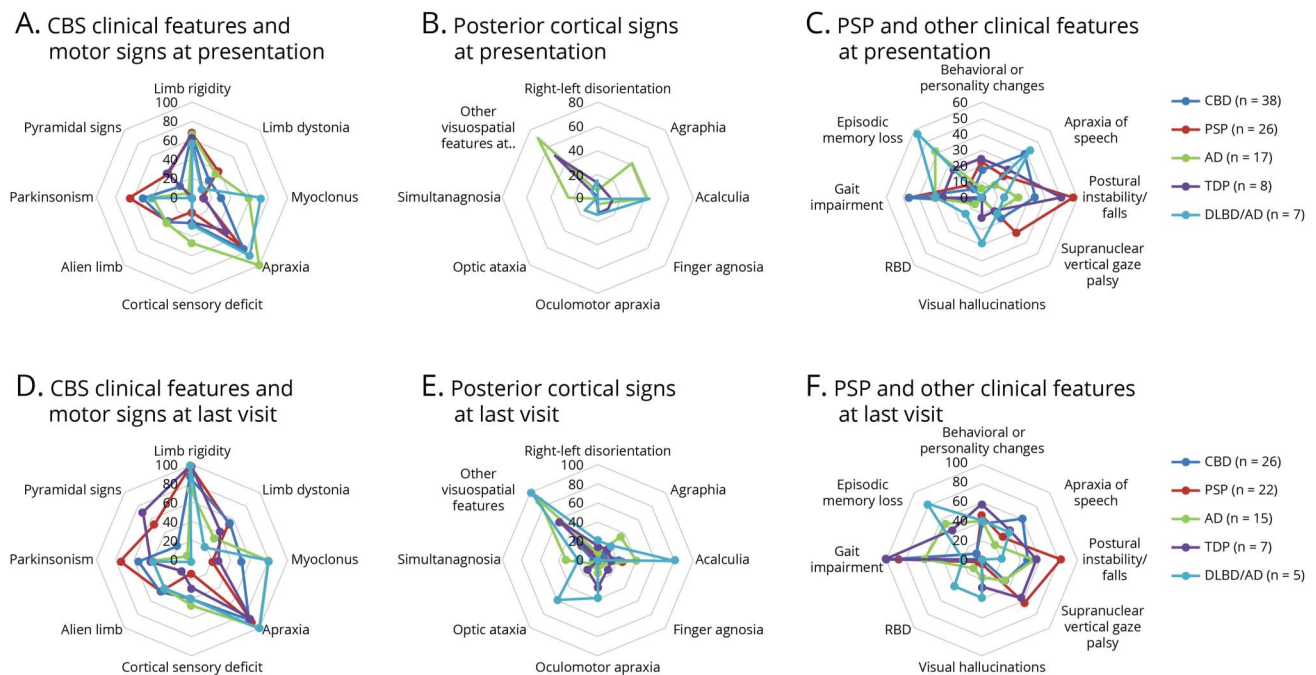 A. CBS clinical features and
motor signs at presentation
Limb rigidity
100
80
60
40
20
0
Pyramidal signs
Limb dystonia
Parkinsonism
Myoclonus
Alien limb
Apraxia
Cortical sensory deficit
B. Posterior cortical signs
at presentation
Right-left disorientation
80
60
40
20
0
Other
visuospatial
features at..
Agraphia
Simultanagnosia
Acalculia
Optic ataxia
Finger agnosia
Oculomotor apraxia
C. PSP and other clinical features
at presentation
Behavioral or
personality changes
60
50
40
30
20
10
0
Episodic
memory loss
Apraxia of
speech
Gait
impairment
Postural
instability/
falls
RBD
Supranuclear
vertical gaze
palsy
Visual hallucinations
CBD (n = 38)
PSP (n = 26)
AD (n = 17)
TDP (n = 8)
DLBD/AD (n = 7)
D. CBS clinical features and
motor signs at last visit
Limb rigidity
100
80
60
40
20
0
Pyramidal signs
Limb dystonia
Parkinsonism
Myoclonus
Alien limb
Apraxia
Cortical sensory deficit
E. Posterior cortical signs
at last visit
Right-left disorientation
100
80
60
40
20
0
Other
visuospatial
features
Agraphia
Simultanagnosia
Acalculia
Optic ataxia
Finger agnosia
Oculomotor apraxia
F. PSP and other clinical features
at last visit
Behavioral or
personality changes
100
80
60
40
20
0
Episodic
memory loss
Apraxia of
speech
Gait
impairment
Postural
instability/
falls
RBD
Supranuclear
vertical gaze
palsy
Visual hallucinations
CBD (n = 26)
PSP (n = 22)
AD (n = 15)
TDP (n = 7)
DLBD/AD (n = 5)